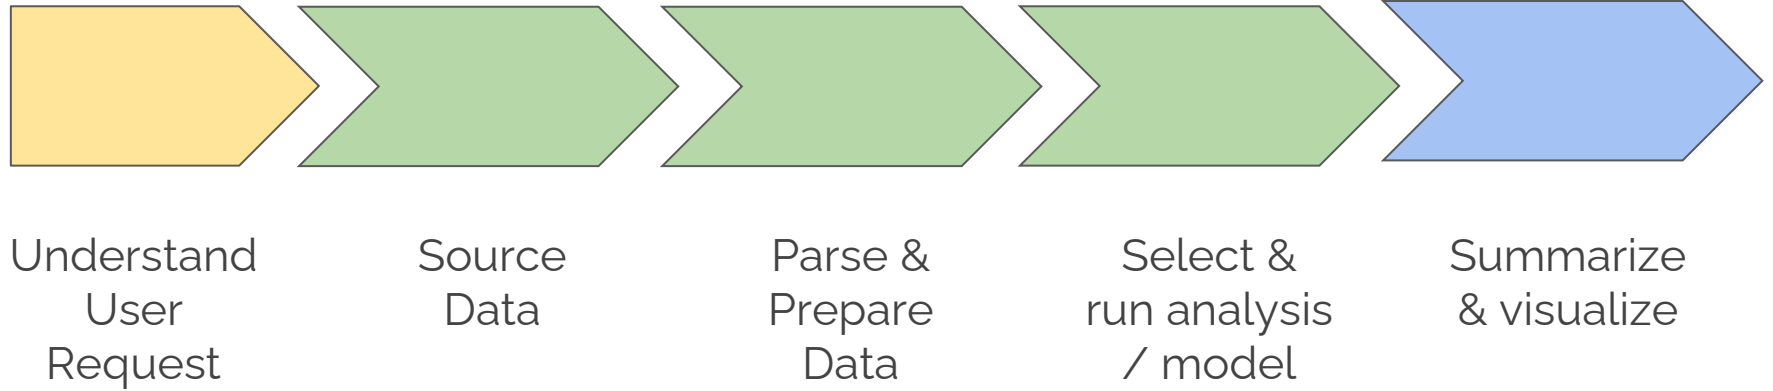 Understand
User
Request
Source
Data
Parse &
Prepare
Data
Select &
run analysis
/ model
Summarize
& visualize